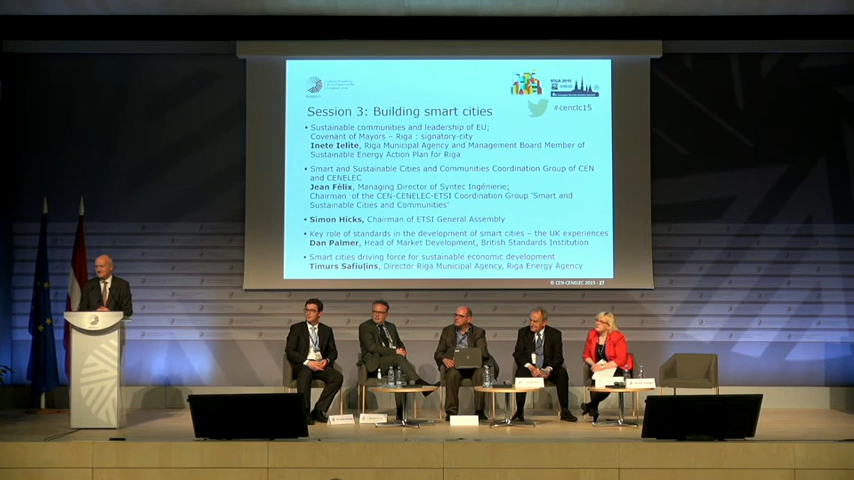 RIGA 2015
#cenclc15
Session 3: Building smart cities
• Sustainable communities and leadership of EU;
Covenant of Mayors – Riga : signatory-city
Inete Ielite, Riga Municipal Agency and Management Board Member of
Sustainable Energy Action Plan for Riga
• Smart and Sustainable Cities and Communities Coordination Group of CEN
and CENELEC
Jean Félix, Managing Director of Syntec Ingénierie;
Chairman of the CEN-CENELEC-ETSI Coordination Group 'Smart and
Sustainable Cities and Communities'
• Simon Hicks, Chairman of ETSI General Assembly
• Key role of standards in the development of smart cities – the UK experiences
Dan Palmer, Head of Market Development, British Standards Institution
• Smart cities driving force for sustainable economic development
Timurs Safiuļins, Director Riga Municipal Agency, Riga Energy Agency
© CEN-CENELEC 2015 - 27